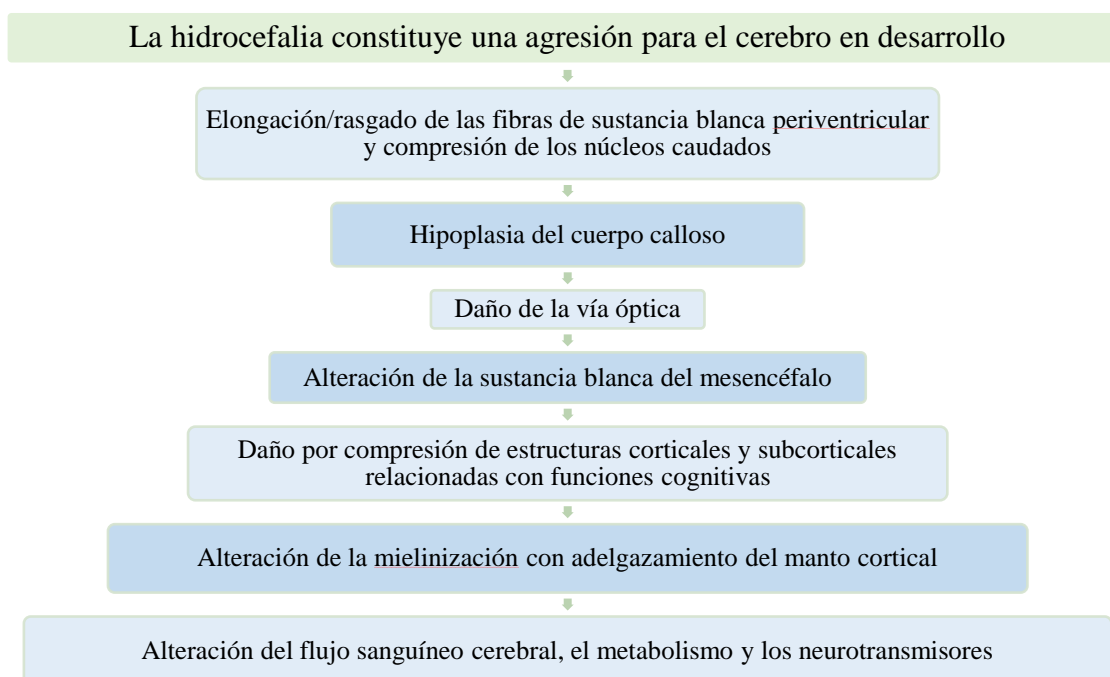 La hidrocefalia constituye una agresión para el cerebro en desarrollo
Elongación/rasgado de las fibras de sustancia blanca periventricular
y compresión de los núcleos caudados
Hipoplasia del cuerpo calloso
Daño de la vía óptica
Alteración de la sustancia blanca del mesencéfalo
Daño por compresión de estructuras corticales y subcorticales
relacionadas con funciones cognitivas
Alteración de la mielinización con adelgazamiento del manto cortical
Alteración del flujo sanguíneo cerebral, el metabolismo y los neurotransmisores